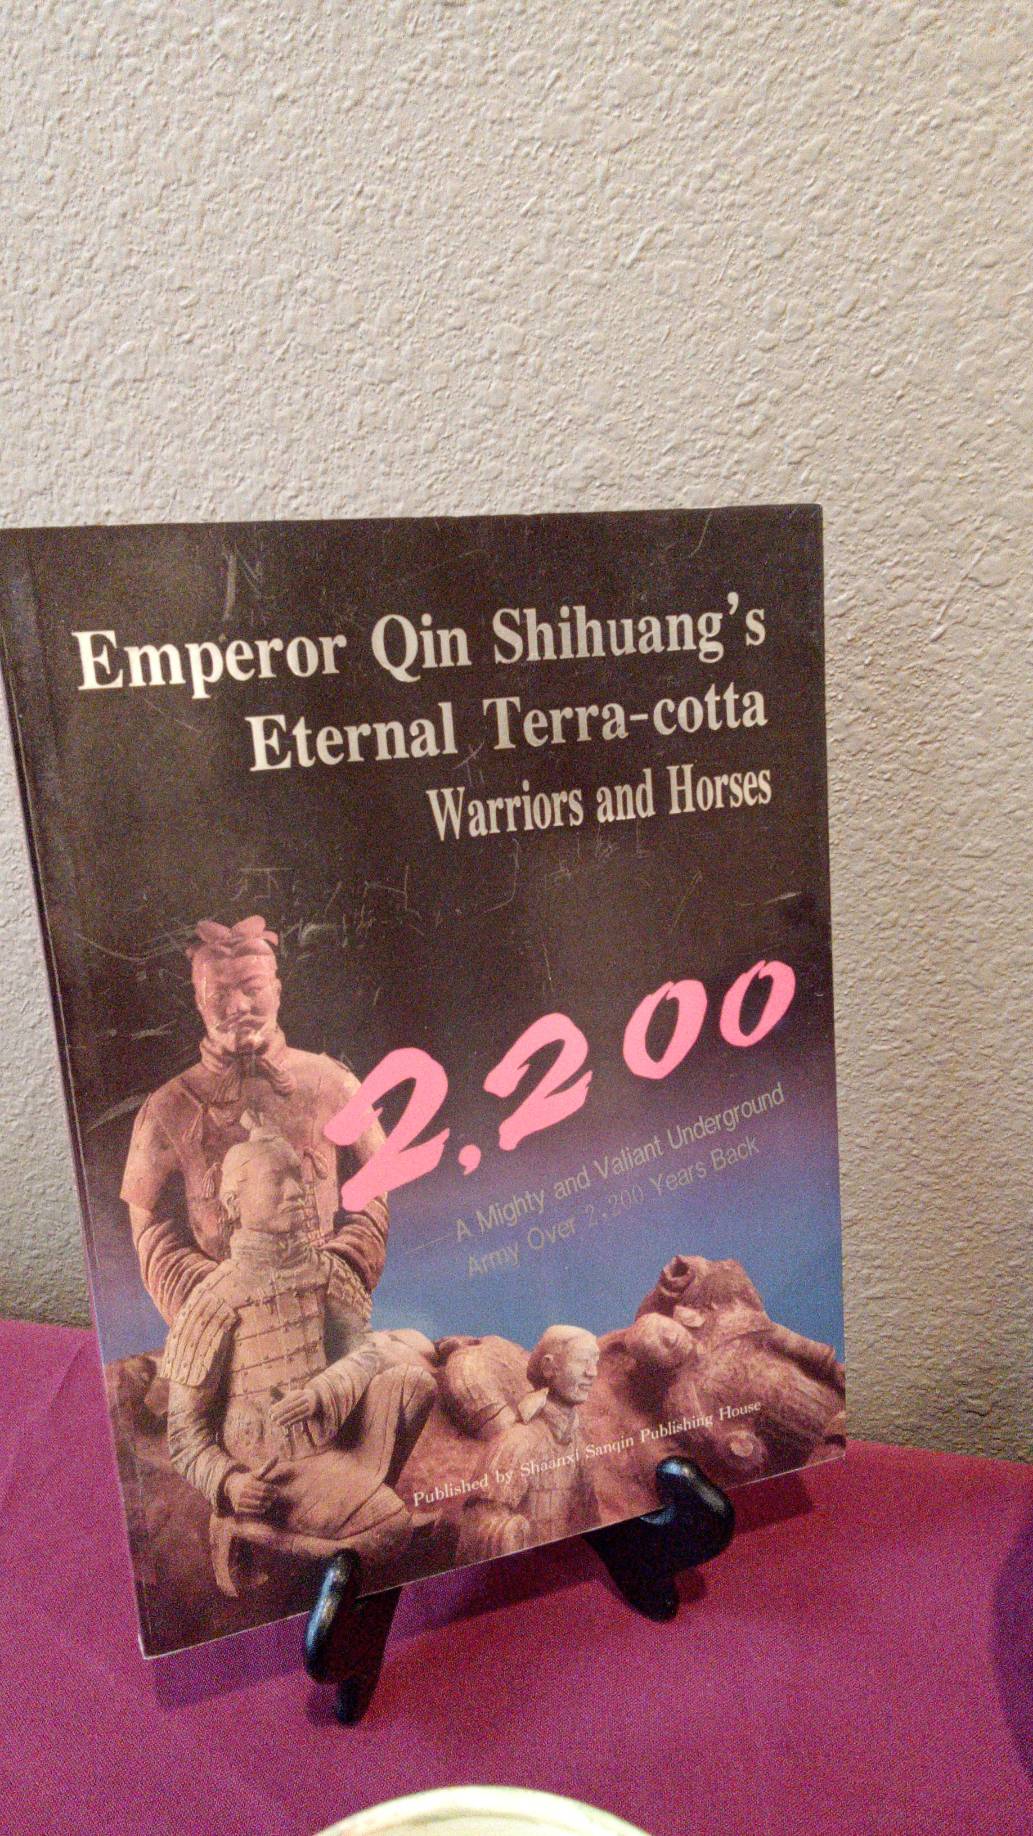 Emperor Qin Shihuang's
Eternal Terra-cotta
Warriors and Horses
2,200
A Mighty and Valiant Underground
Army Over 2,200 Years Back
Published by Shaanxi Sanqin Publishing House